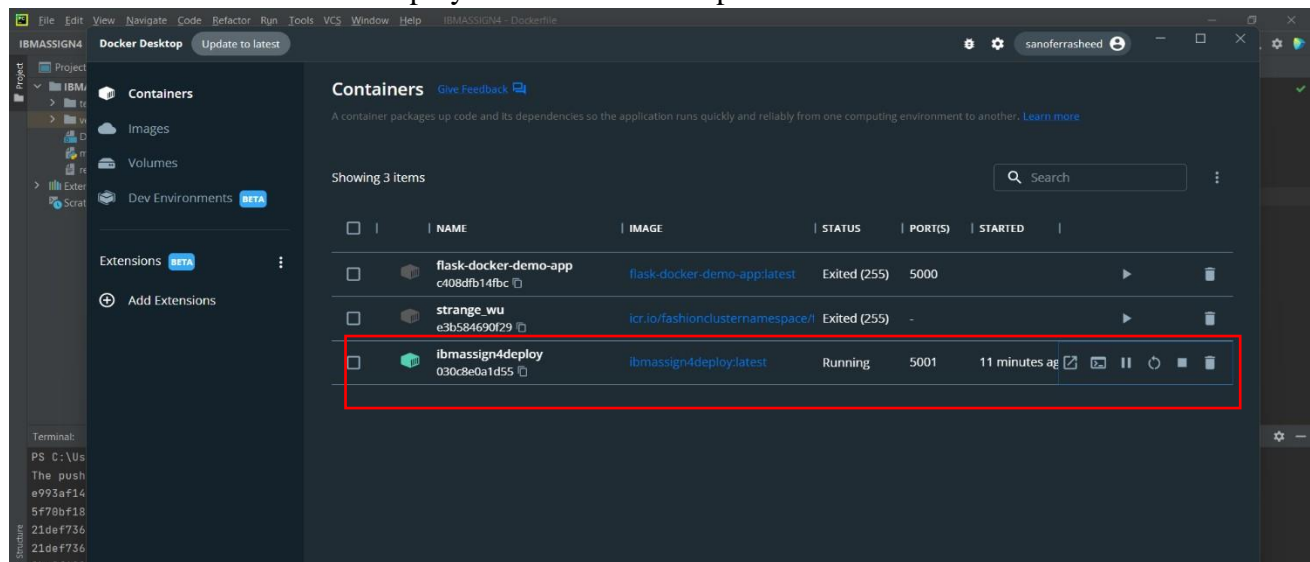 File Edit View Navigate Code Refactor Run Tools VCS Window Help IBMASSIGN4 - Dockerfile
IBMASSIGN4
Docker Desktop Update to latest sanoferrasheed
Project
Project
Containers
Images
Volumes
Dev Environments BETA
Extensions BETA
Add Extensions
Containers Give Feedback
A container packages up code and its dependencies so the application runs quickly and reliably from one computing environment to another. Learn more
Showing 3 items Search
NAME IMAGE STATUS PORT(S) STARTED
flask-docker-demo-app flask-docker-demo-app:latest Exited (255) 5000
c408dfb14fbc
strange_wu icr.io/fashionclusternamespace/ Exited (255) -
e3b584690f29
ibmassign4deploy ibmassign4deploy:latest Running 5001 11 minutes ag
030c8e0a1d55
Terminal:
PS C:\Us
The push
e993af14
5f70bf18
21def736
21def736
Structure